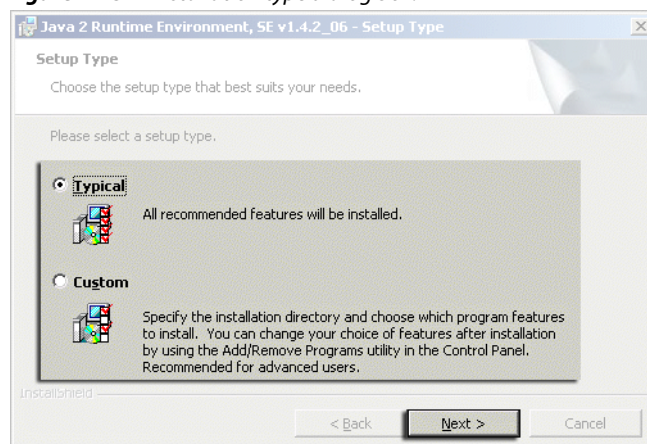 Java 2 Runtime Environment, SE v1.4.2_06 - Setup Type
Setup Type
Choose the setup type that best suits your needs.
Please select a setup type.
Typical
All recommended features will be installed.
Custom
Specify the installation directory and choose which program features
to install. You can change your choice of features after installation
by using the Add/Remove Programs utility in the Control Panel.
Recommended for advanced users.
InstallShield
< Back
Next >
Cancel